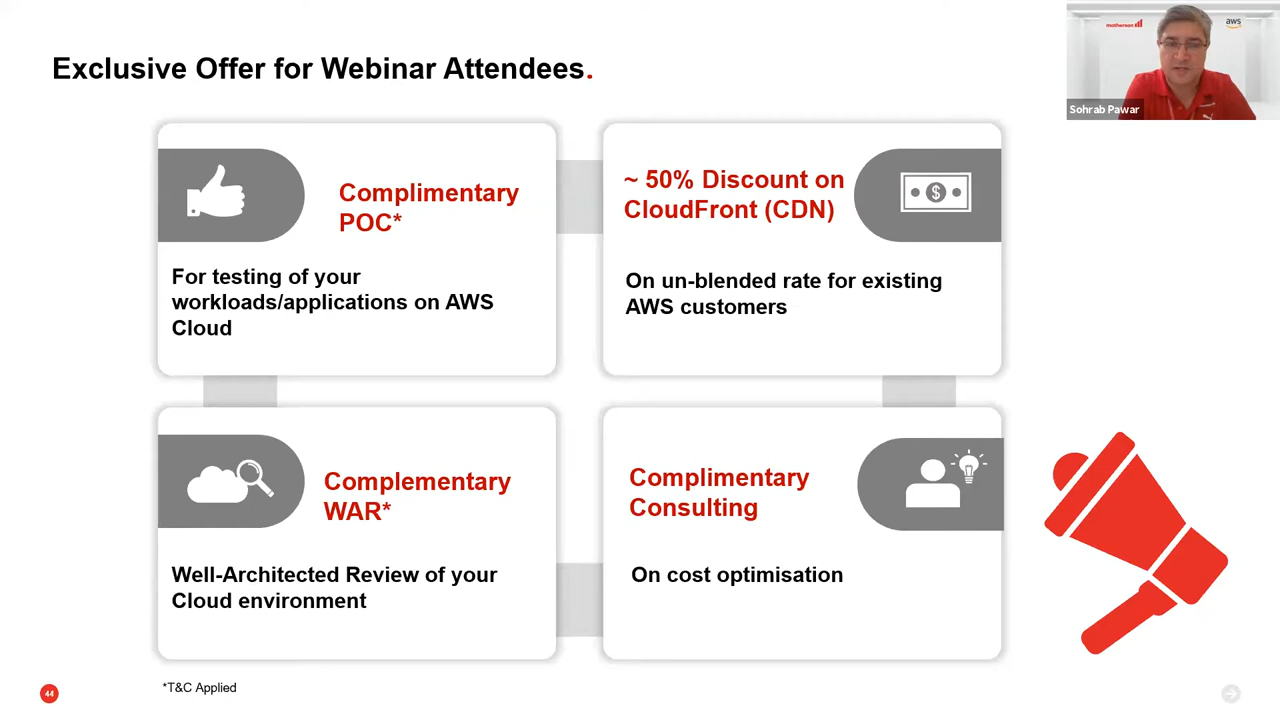 Exclusive Offer for Webinar Attendees.
motherson
aws
Sohrab Pawar
Complimentary
POC*
For testing of your
workloads/applications on AWS
Cloud
~ 50% Discount on
CloudFront (CDN)
$
On un-blended rate for existing
AWS customers
Complementary
WAR*
Well-Architected Review of your
Cloud environment
Complimentary
Consulting
On cost optimisation
44
*T&C Applied